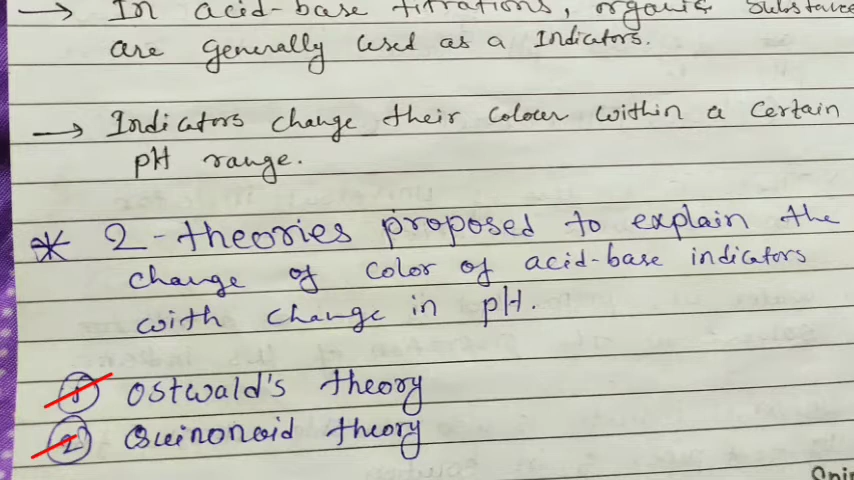 → In acid-base titrations, organic substance
are generally used as a Indicators.
→ Indicators change their colour within a certain
pH range.
* 2-theories proposed to explain the
change of color of acid-base indicators
with change in pH.
① Ostwald's theory
② Quinonoid theory